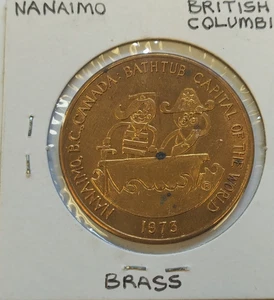 NANAIMO
BRITISH
COLUMBI
NANAIMO, B.C. CANADA - BATHTUB CAPITAL OF THE WORLD
1973
BRASS